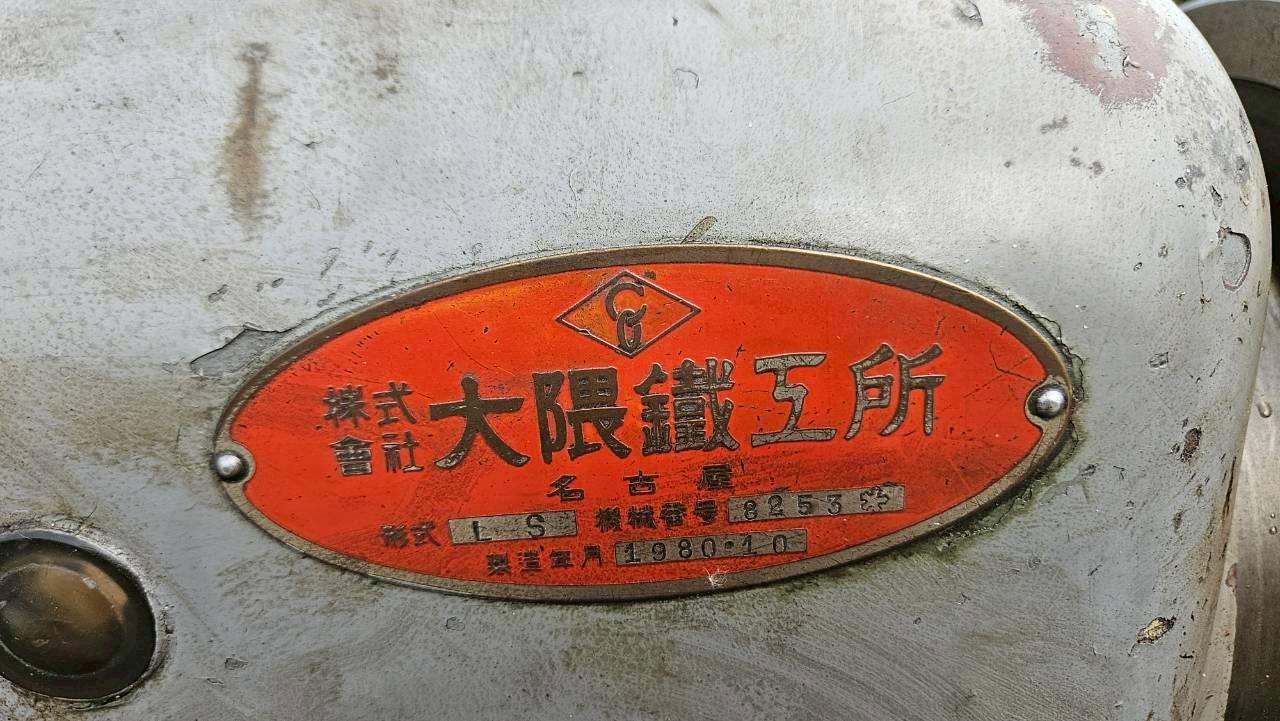 株式
會社 大隈鐵工所
名古屋
形式 L S 機械番号 8253
製造年月 1980・10